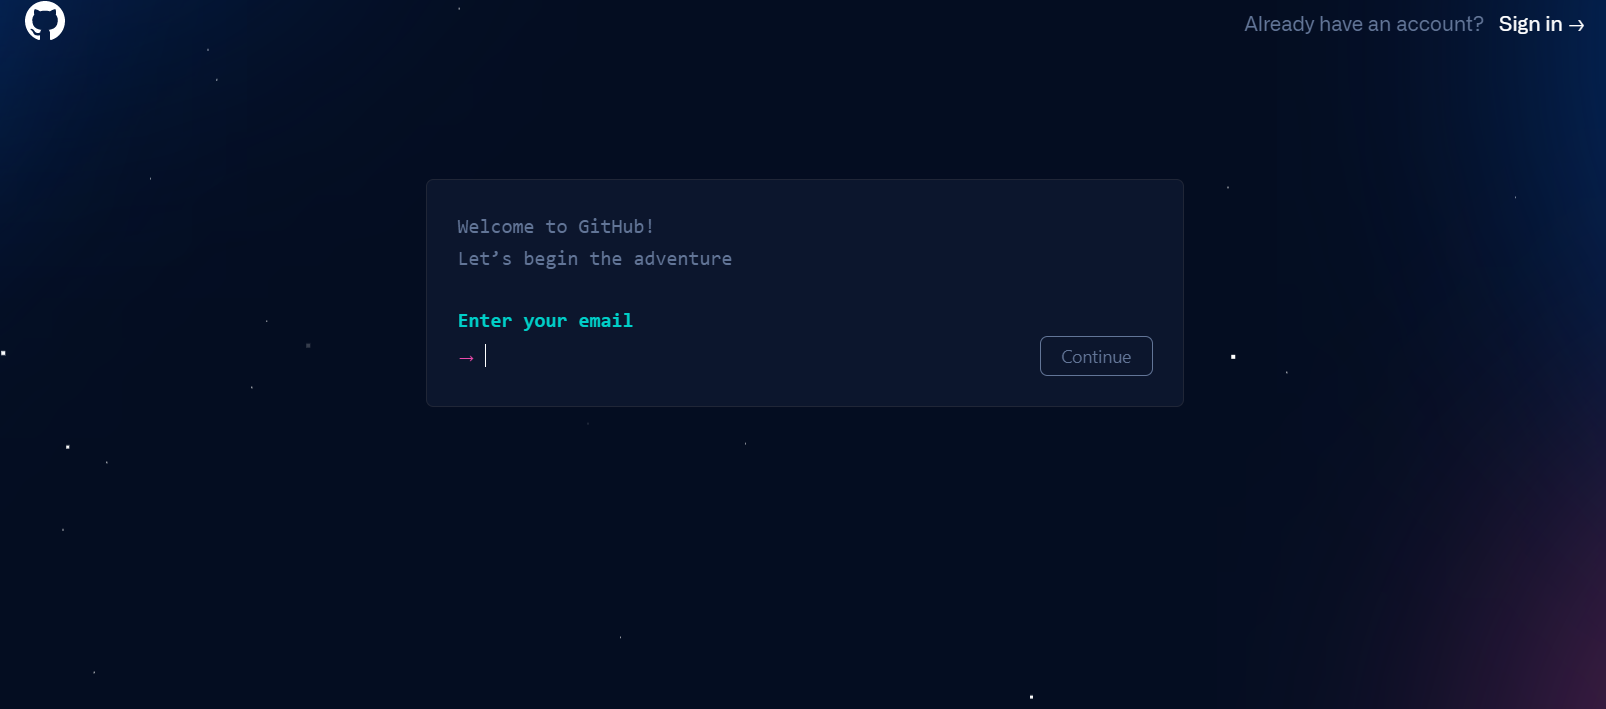 Already have an account? Sign in →
Welcome to GitHub!
Let’s begin the adventure
Enter your email
→
Continue